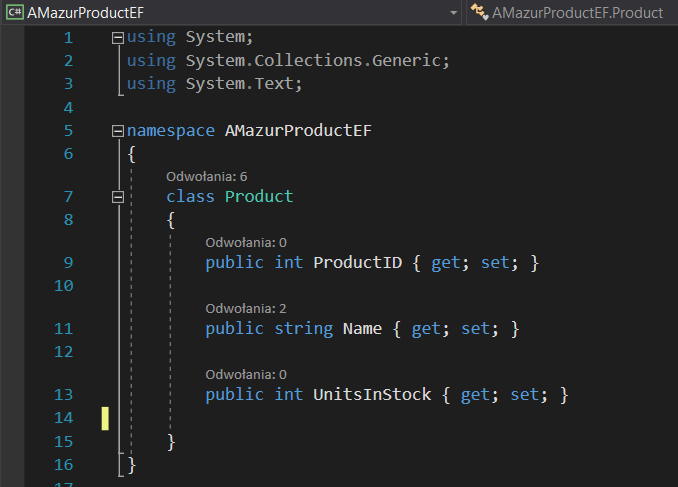 C# AMazurProductEF AMazurProductEF.Product
1 using System;
2 using System.Collections.Generic;
3 using System.Text;
4
5 namespace AMazurProductEF
6 {
Odwołania: 6
7 class Product
8 {
Odwołania: 0
9 public int ProductID { get; set; }
10
Odwołania: 2
11 public string Name { get; set; }
12
Odwołania: 0
13 public int UnitsInStock { get; set; }
14
15 }
16 }
17